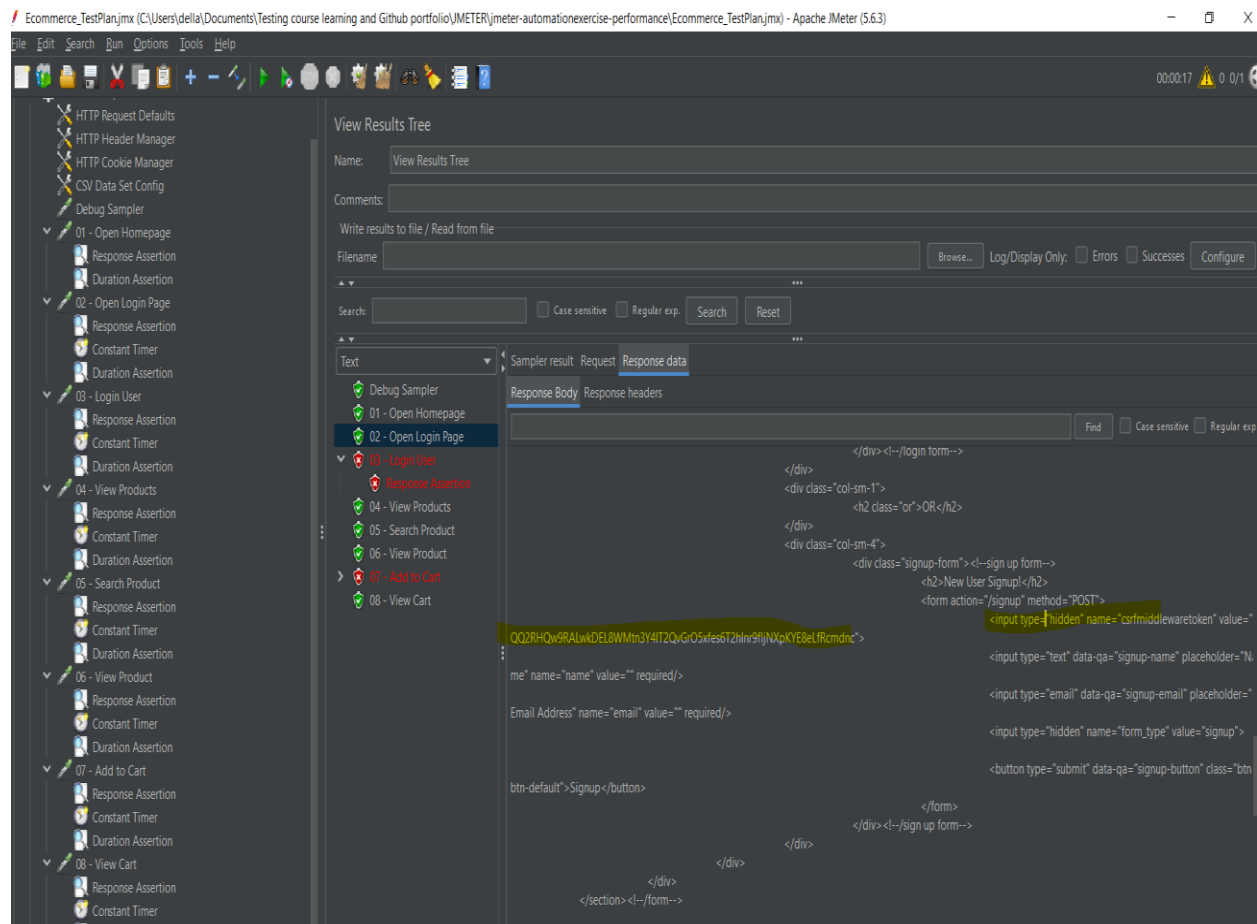 Ecommerce_TestPlan.jmx (C:\Users\della\Documents\Testing course learning and Github portfolio\JMETER\jmeter-automationexercise-performance\Ecommerce_TestPlan.jmx) - Apache JMeter (5.6.3)
File Edit Search Run Options Tools Help
00:00:17 0 0/1
HTTP Request Defaults
HTTP Header Manager
HTTP Cookie Manager
CSV Data Set Config
Debug Sampler
01 - Open Homepage
Response Assertion
Duration Assertion
02 - Open Login Page
Response Assertion
Constant Timer
Duration Assertion
03 - Login User
Response Assertion
Constant Timer
Duration Assertion
04 - View Products
Response Assertion
Constant Timer
Duration Assertion
05 - Search Product
Response Assertion
Constant Timer
Duration Assertion
06 - View Product
Response Assertion
Constant Timer
Duration Assertion
07 - Add to Cart
Response Assertion
Constant Timer
Duration Assertion
08 - View Cart
Response Assertion
Constant Timer
View Results Tree
Name: View Results Tree
Comments:
Write results to file / Read from file
Filename Browse... Log/Display Only: Errors Successes Configure
Search: Case sensitive Regular exp. Search Reset
Text
Debug Sampler
01 - Open Homepage
02 - Open Login Page
03 - Login User
Response Assertion
04 - View Products
05 - Search Product
06 - View Product
07 - Add to Cart
08 - View Cart
Sampler result Request Response data
Response Body Response headers
Find Case sensitive Regular exp
</div><!--/login form-->
</div>
<div class="col-sm-1">
<h2 class="or">OR</h2>
</div>
<div class="col-sm-4">
<div class="signup-form"><!--sign up form-->
<h2>New User Signup!</h2>
<form action="/signup" method="POST">
<input type="hidden" name="csrfmiddlewaretoken" value="
<input type="text" data-qa="signup-name" placeholder="Na
me" name="name" value="" required/>
<input type="email" data-qa="signup-email" placeholder="
Email Address" name="email" value="" required/>
<input type="hidden" name="form_type" value="signup">
<button type="submit" data-qa="signup-button" class="btn
btn-default">Signup</button>
</form>
</div><!--/sign up form-->
</div>
</div>
</div>
</section><!--/form-->